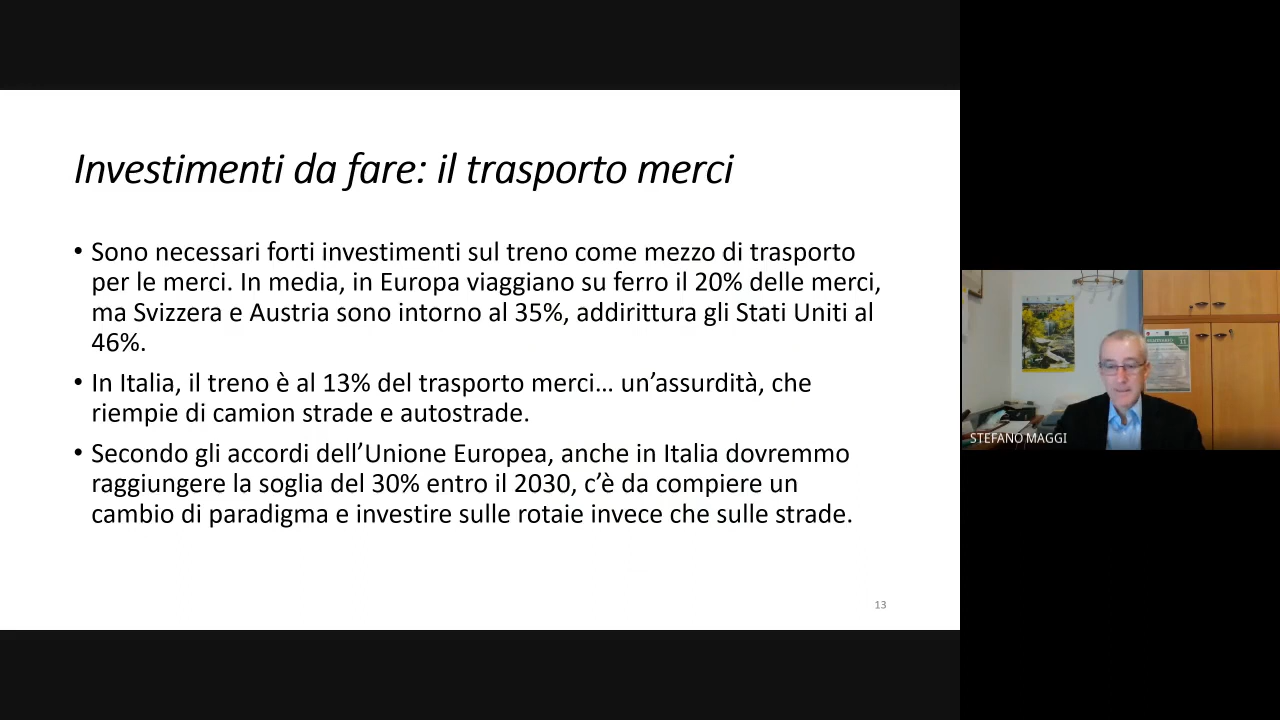 Investimenti da fare: il trasporto merci
• Sono necessari forti investimenti sul treno come mezzo di trasporto
per le merci. In media, in Europa viaggiano su ferro il 20% delle merci,
ma Svizzera e Austria sono intorno al 35%, addirittura gli Stati Uniti al
46%.
• In Italia, il treno è al 13% del trasporto merci… un’assurdità, che
riempie di camion strade e autostrade.
• Secondo gli accordi dell’Unione Europea, anche in Italia dovremmo
raggiungere la soglia del 30% entro il 2030, c’è da compiere un
cambio di paradigma e investire sulle rotaie invece che sulle strade.
13
STEFANO MAGGI